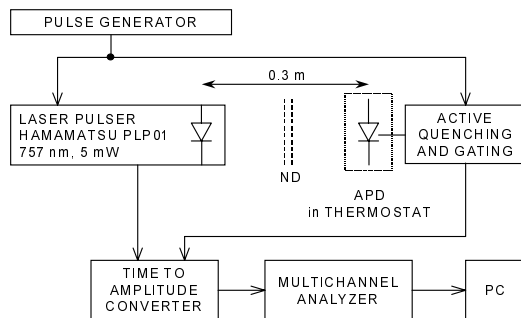 PULSE GENERATOR
0.3 m
LASER PULSER
HAMAMATSU PLP01
757 nm, 5 mW
ND
APD
in THERMOSTAT
ACTIVE
QUENCHING
AND GATING
TIME TO
AMPLITUDE
CONVERTER
MULTICHANNEL
ANALYZER
PC